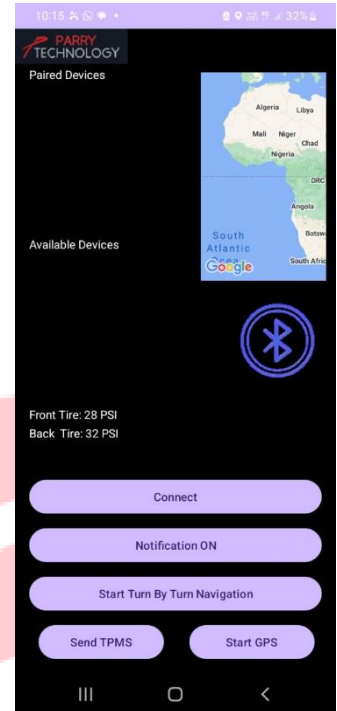 10:15
32%
PARRY
TECHNOLOGY
Paired Devices
Algeria Libya
Mali Niger
Chad
Nigeria
DRC
Angola
South
Atlantic
Botsw
Google
South Afric
Available Devices
Front Tire: 28 PSI
Back Tire: 32 PSI
Connect
Notification ON
Start Turn By Turn Navigation
Send TPMS
Start GPS